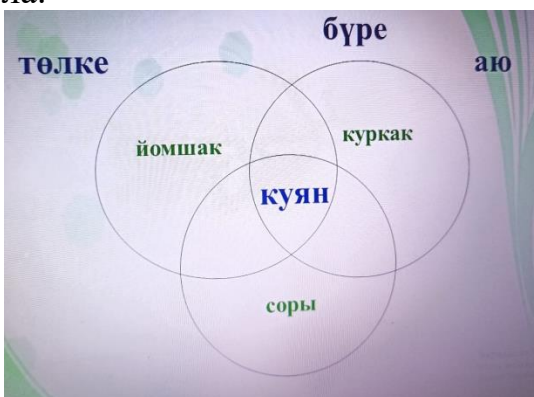 бүре
төлке
аю
йомшак
куркак
куян
соры